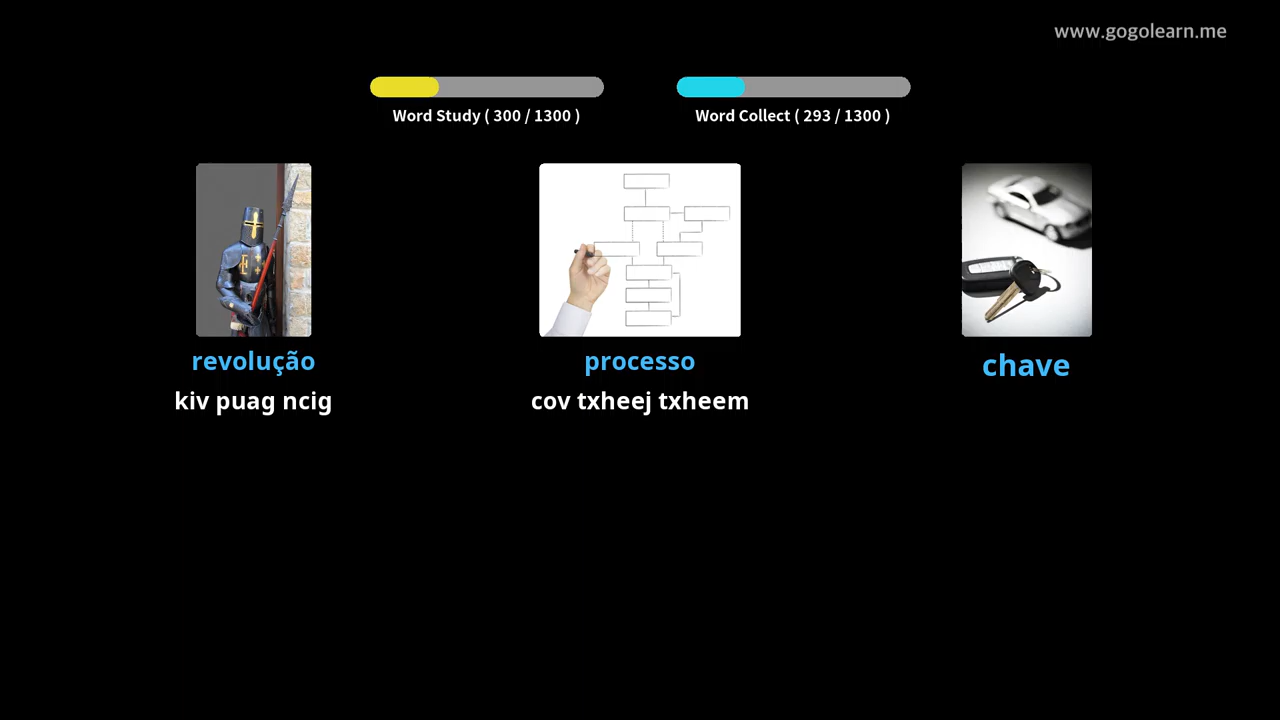 www.gogolearn.me
Word Study ( 300 / 1300 )
Word Collect ( 293 / 1300 )
revolução
kiv puag ncig
processo
cov txheej txheem
chave